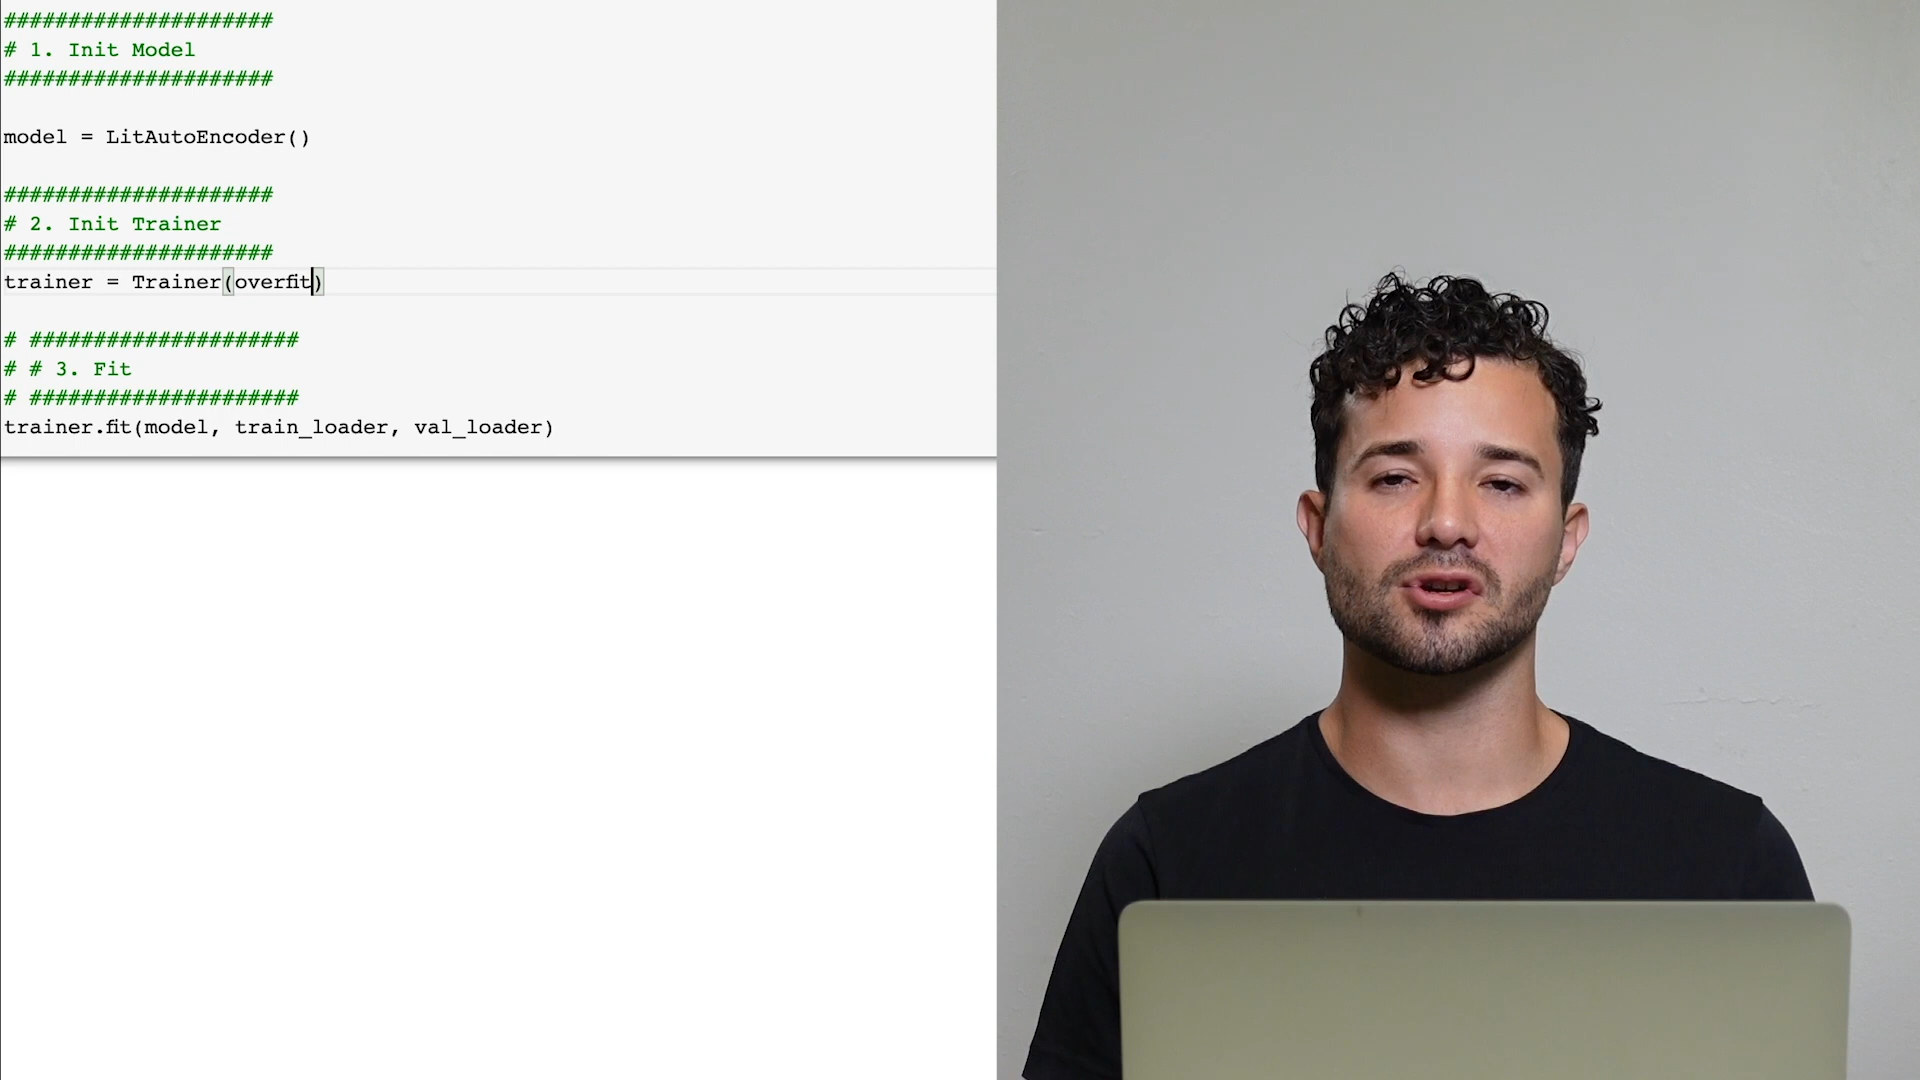 #####################
# 1. Init Model
#####################
model = LitAutoEncoder()
#####################
# 2. Init Trainer
#####################
trainer = Trainer(overfit)
# #####################
# # 3. Fit
# #####################
trainer.fit(model, train_loader, val_loader)